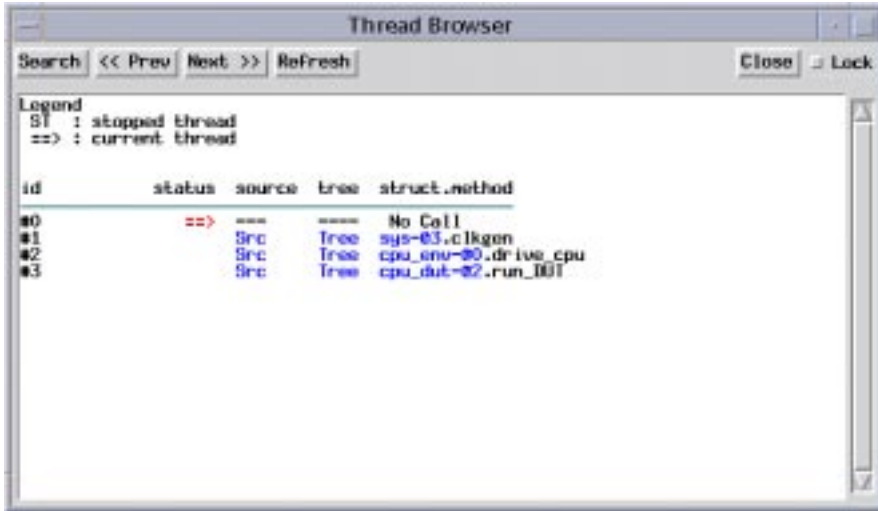 Thread Browser
Search << Prev Next >> Refresh Close Lock
Legend
ST : stopped thread
==> : current thread
id status source tree struct.method
#0 ==> --- ---- No Call
#1 Src Tree sys-@3.clkgen
#2 Src Tree cpu_env-@0.drive_cpu
#3 Src Tree cpu_dut-@2.run_DUT